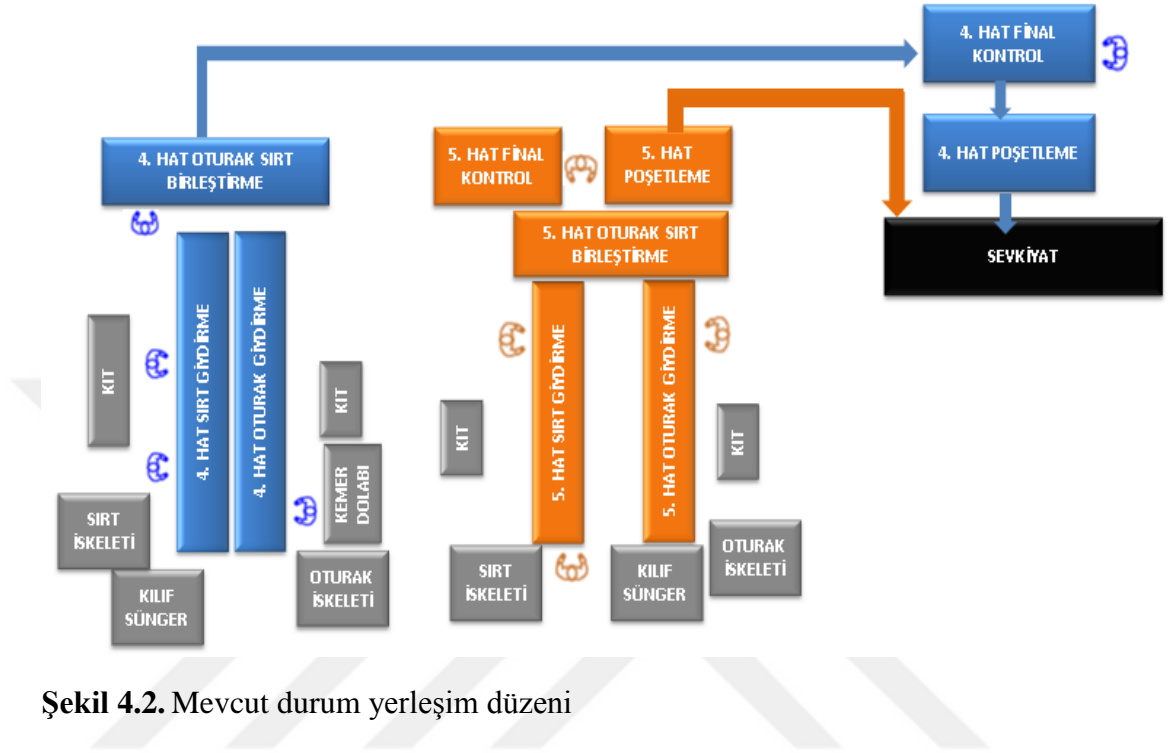 4. HAT FİNAL
KONTROL
4. HAT OTURAK SIRT
BİRLEŞTİRME
5. HAT FİNAL
KONTROL
5. HAT
POŞETLEME
4. HAT POŞETLEME
5. HAT OTURAK SIRT
BİRLEŞTİRME
SEVKİYAT
KIT
4. HAT SIRT GİYDİRME
4. HAT OTURAK GİYDİRME
KIT
KEMER
DOLABI
SIRT
İSKELETİ
KILIF
SÜNGER
OTURAK
İSKELETİ
KIT
5. HAT SIRT GİYDİRME
5. HAT OTURAK GİYDİRME
KIT
SIRT
İSKELETİ
KILIF
SÜNGER
OTURAK
İSKELETİ
Şekil 4.2. Mevcut durum yerleşim düzeni